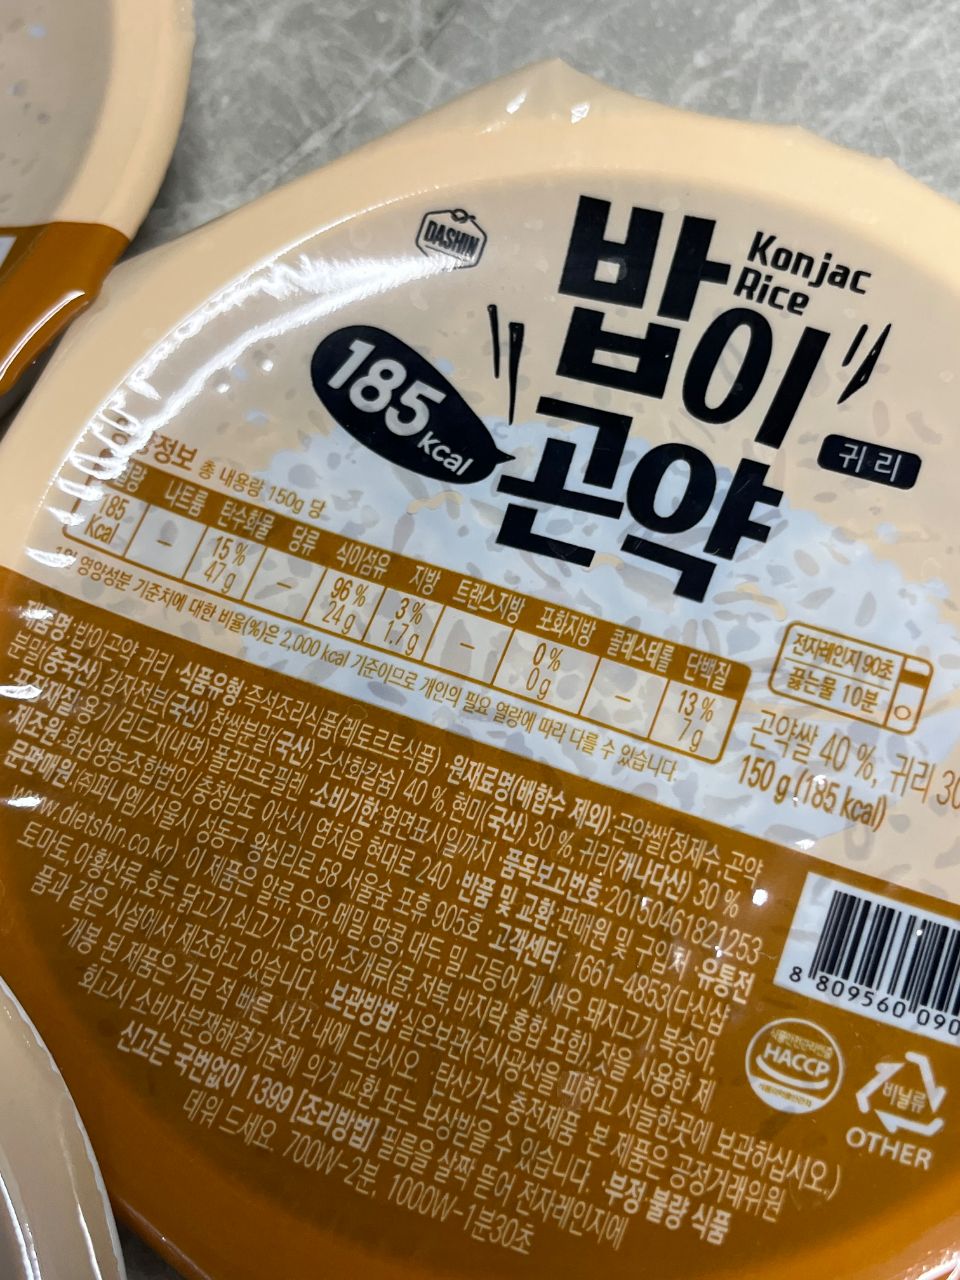 DASHIN
밥이
곤약
Konjac
Rice
귀리
185 kcal
정보 총 내용량 150g 당
나트륨 탄수화물 당류 식이섬유 지방 트랜스지방 포화지방 콜레스테롤 단백질
185 kcal – 15 % 47 g – 96 % 24 g 3 % 1.7 g – 0 % 0 g – 13 % 7 g
영양성분 기준치에 대한 비율(%)은 2,000 kcal 기준이므로 개인의 필요 열량에 따라 다를 수 있습니다.
전자레인지 90초
끓는물 10분
곤약쌀 40 %, 귀리 30
150 g (185 kcal)
밥이곤약 귀리 · 식품유형: 즉석조리식품(레토르트식품) · 원재료명(배합수 제외): 곤약쌀[정제수, 곤약
분말(중국산), 감자전분(국산), 찹쌀분말(국산), 수산화칼슘] 40 %, 현미(국산) 30 %, 귀리(캐나다산) 30 %
용기/리드지(내면): 폴리프로필렌 · 소비기한: 옆면표시일까지 · 품목보고번호: 20150461821253
제조원: 영농조합법인/충청남도 아산시 염치읍 현대로 240 · 반품 및 교환: 판매원 및 구입처 · 유통전
문판매원: (주)퍼니엠/서울시 성동구 왕십리로 58 서울숲 포휴 905호 · 고객센터: 1661-4853(다신샵
www.dietshin.co.kr) · 이 제품은 알류, 우유, 메밀, 땅콩, 대두, 밀, 고등어, 게, 새우, 돼지고기, 복숭아,
토마토, 아황산류, 호두, 닭고기, 쇠고기, 오징어, 조개류(굴, 전복, 바지락, 홍합 포함), 잣을 사용한 제
품과 같은 시설에서 제조하고 있습니다. · 보관방법: 실온보관(직사광선을 피하고 서늘한곳에 보관하십시오.)
개봉 된 제품은 가급적 빠른 시간 내에 드십시오. · 탄산가스 충전제품 · 본 제품은 공정거래위원
회고시 소비자분쟁해결기준에 의거 교환 또는 보상받을 수 있습니다. · 부정·불량 식품
신고는 국번없이 1399 [조리방법] 필름을 살짝 뜯어 전자레인지에
데워 드세요. 700W-2분, 1000W-1분30초
8 809560 090
HACCP
비닐류
OTHER